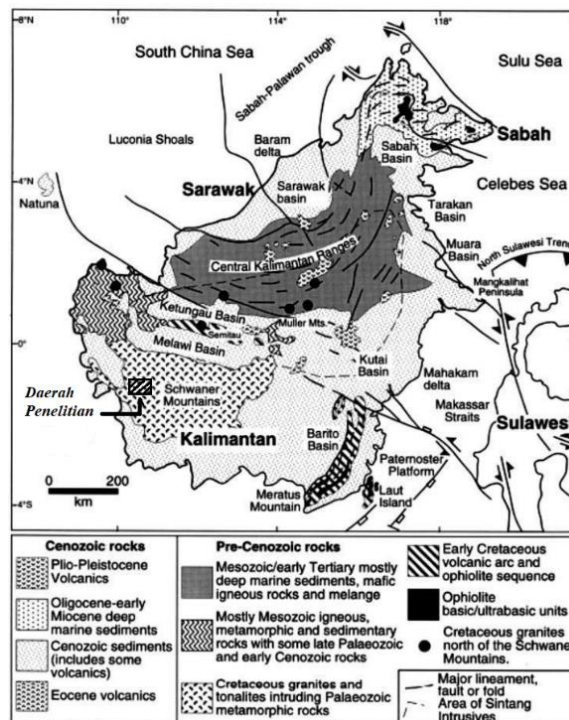 8°N
110°
114°
118°
South China Sea
Sabah-Palawan trough
Sulu Sea
Luconia Shoals
Baram delta
Sabah
Sabah Basin
4°N
Sarawak
Sarawak basin
Celebes Sea
Natuna
Tarakan Basin
Central Kalimantan Ranges
Muara Basin
North Sulawesi Tren
Mangkalihat Peninsula
Ketungau Basin
Semitau
Muller Mts.
Melawi Basin
0°
Kutai Basin
Mahakam delta
Daerah Penelitian
Schwaner Mountains
Makassar Straits
Sulawes
Kalimantan
Barito Basin
Paternoster Platform
0 200
km
4°S
Meratus Mountain
Laut Island
Cenozoic rocks
Plio-Pleistocene Volcanics
Oligocene-early Miocene deep marine sediments
Cenozoic sediments (includes some volcanics)
Eocene volcanics
Pre-Cenozoic rocks
Mesozoic/early Tertiary mostly deep marine sediments, mafic igneous rocks and melange
Mostly Mesozoic igneous, metamorphic and sedimentary rocks with some late Palaeozoic and early Cenozoic rocks
Cretaceous granites and tonalites intruding Palaeozoic metamorphic rocks
Early Cretaceous volcanic arc and ophiolite sequence
Ophiolite basic/ultrabasic units
Cretaceous granites north of the Schwane Mountains.
Major lineament, fault or fold
Area of Sintang Intrusives